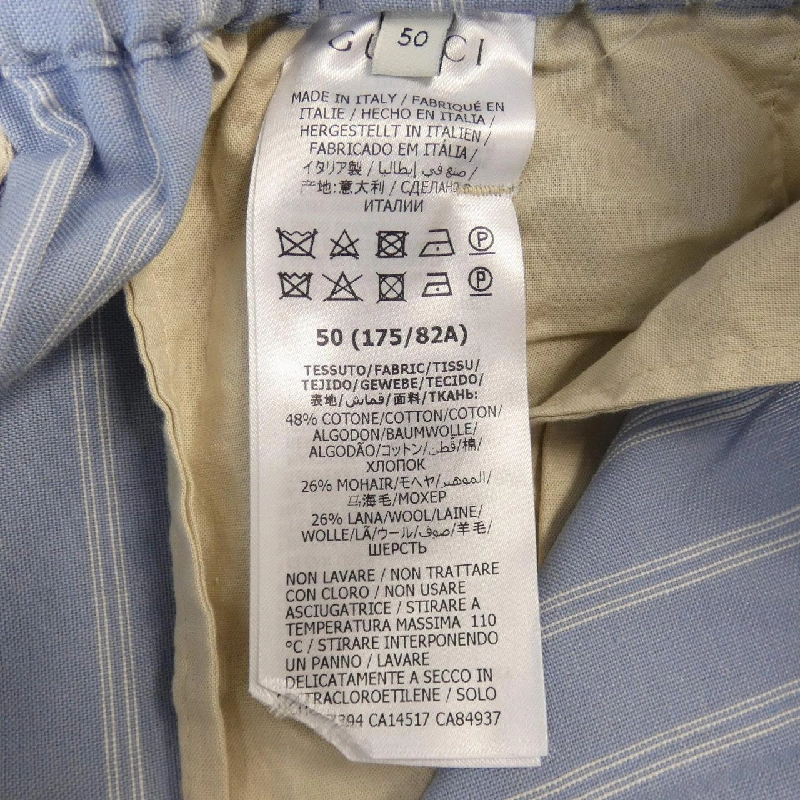 GUCCI
50
MADE IN ITALY / FABRIQUÉ EN
ITALIE / HECHO EN ITALIA /
HERGESTELLT IN ITALIEN /
FABRICADO EM ITÁLIA /
イタリア製 / صنع في إيطاليا /
产地:意大利 / СДЕЛАНО В
ИТАЛИИ
P
P
50 (175/82A)
TESSUTO/FABRIC/TISSU/
TEJIDO/GEWEBE/TECIDO/
表地/قماش/面料/ТКАНЬ:
48% COTONE/COTTON/COTON/
ALGODON/BAUMWOLLE/
ALGODÃO/コットン/قطن/棉/
ХЛОПОК
26% MOHAIR/モヘヤ/الموهير/
马海毛/МОХЕР
26% LANA/WOOL/LAINE/
WOLLE/LÃ/ウール/صوف/羊毛/
ШЕРСТЬ
NON LAVARE / NON TRATTARE
CON CLORO / NON USARE
ASCIUGATRICE / STIRARE A
TEMPERATURA MASSIMA 110
°C / STIRARE INTERPONENDO
UN PANNO / LAVARE
DELICATAMENTE A SECCO IN
TRACLOROETILENE / SOLO
394 CA14517 CA84937